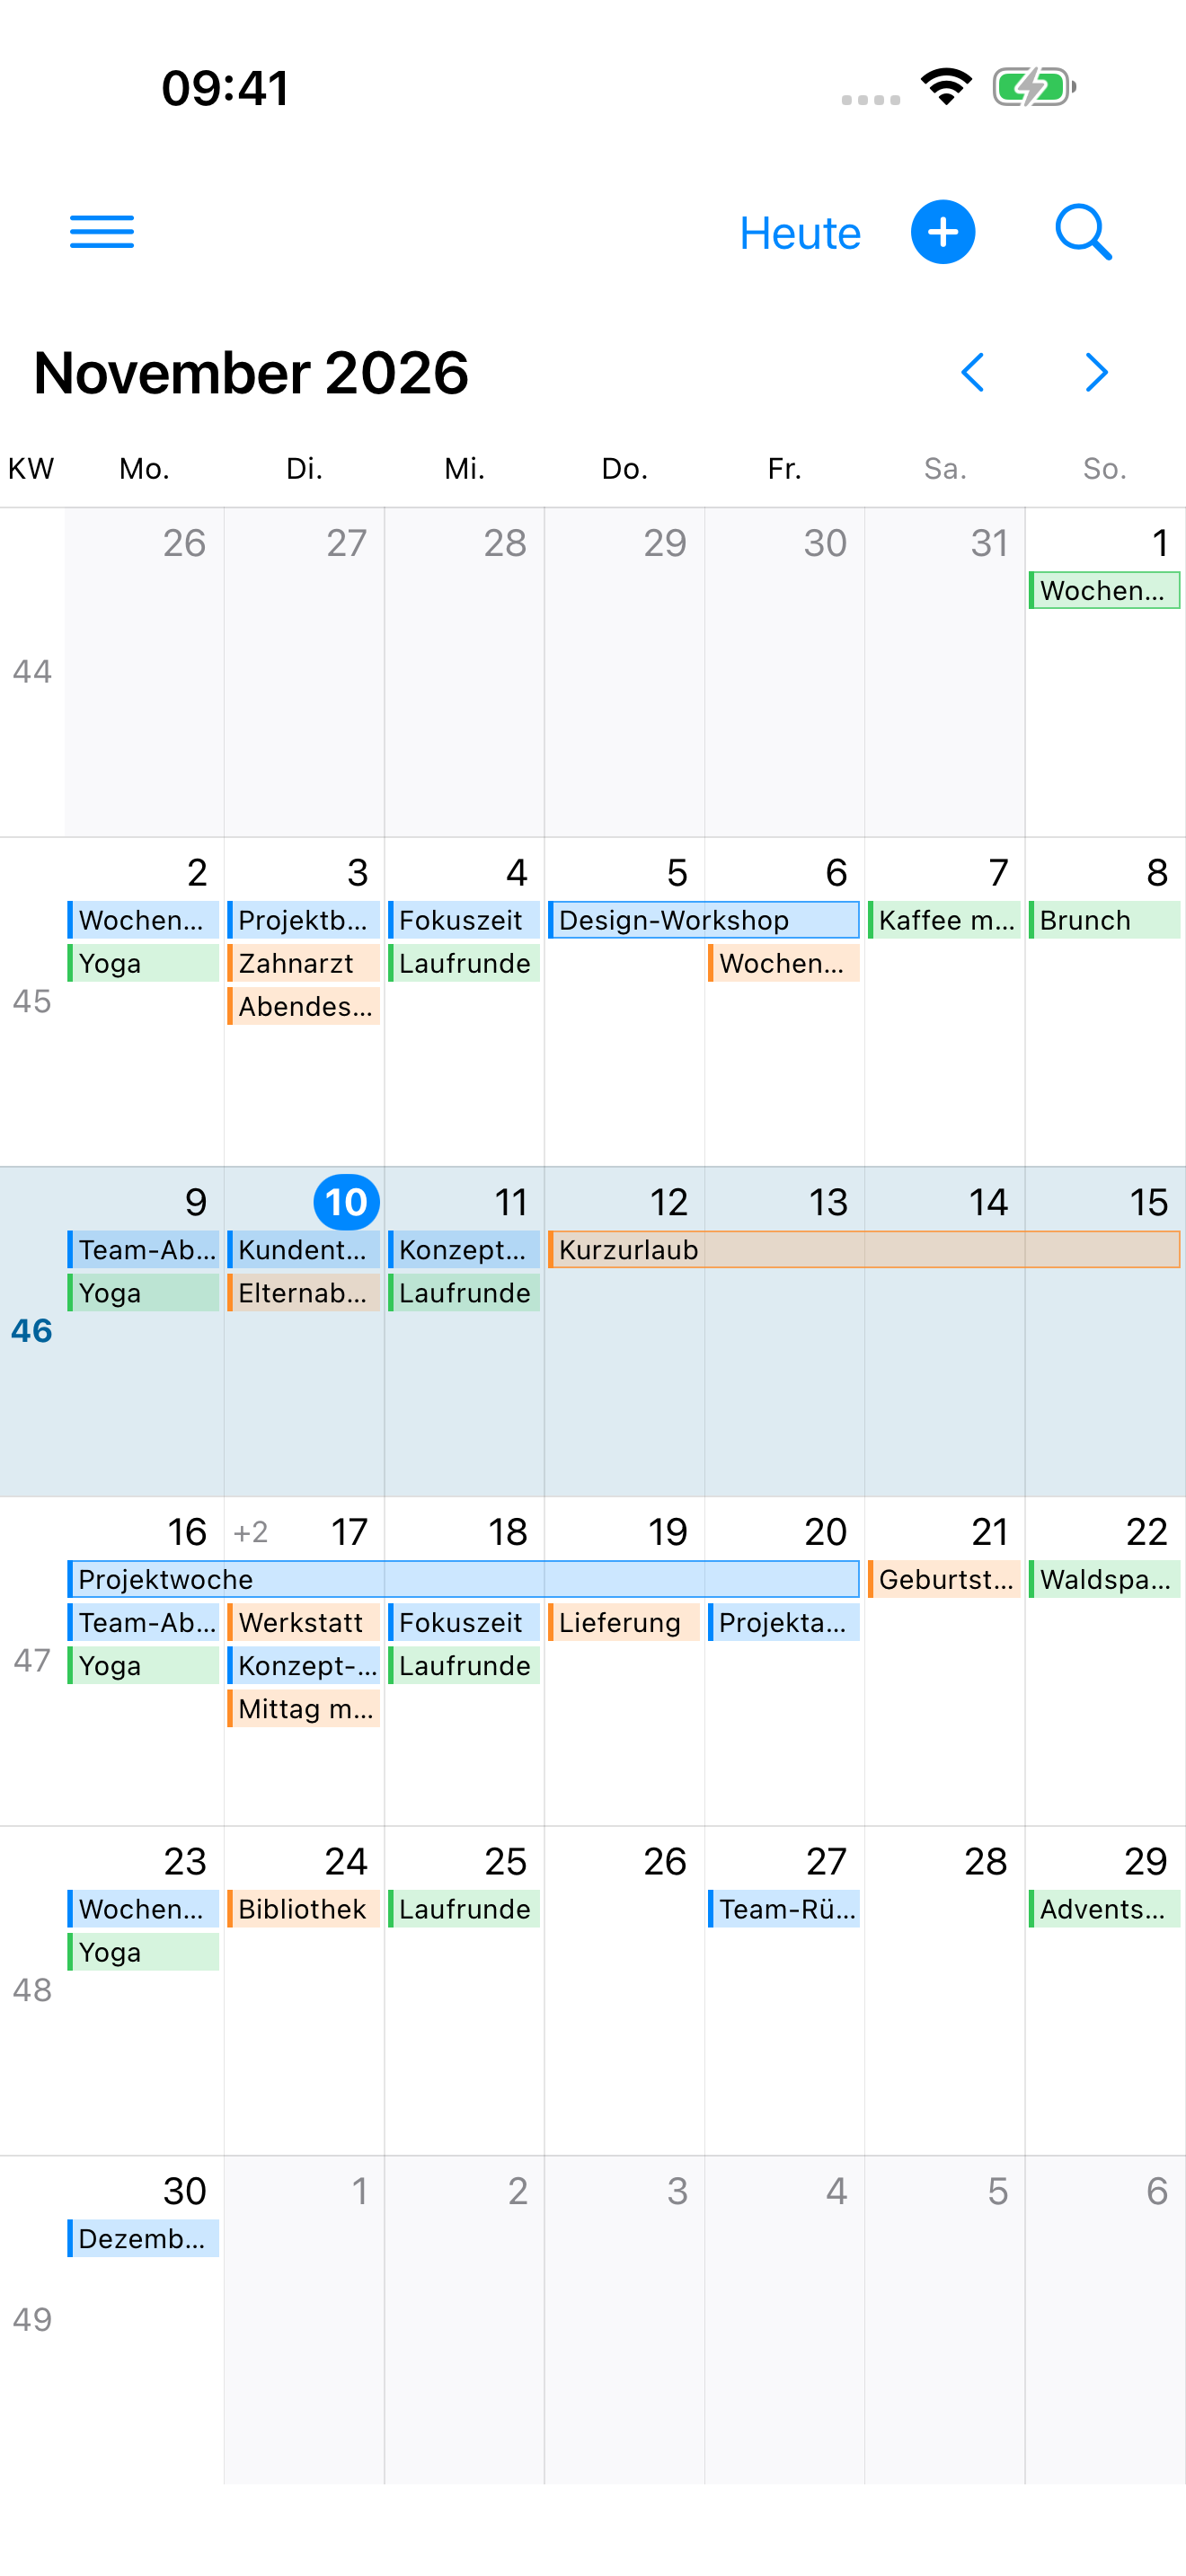 09:41
Heute
November 2026
KW Mo. Di. Mi. Do. Fr. Sa. So.
26 27 28 29 30 31 1
Wochen...
44
2 3 4 5 6 7 8
Wochen... Projektb... Fokuszeit Design-Workshop Kaffee m... Brunch
Yoga Zahnarzt Laufrunde Wochen...
45
Abendes...
9 10 11 12 13 14 15
Team-Ab... Kundent... Konzept... Kurzurlaub
Yoga Elternab... Laufrunde
46
16 +2 17 18 19 20 21 22
Projektwoche Geburtst... Waldspa...
Team-Ab... Werkstatt Fokuszeit Lieferung Projekta...
47
Yoga Konzept-... Laufrunde
Mittag m...
23 24 25 26 27 28 29
Wochen... Bibliothek Laufrunde Team-Rü... Advents...
Yoga
48
30 1 2 3 4 5 6
Dezemb...
49